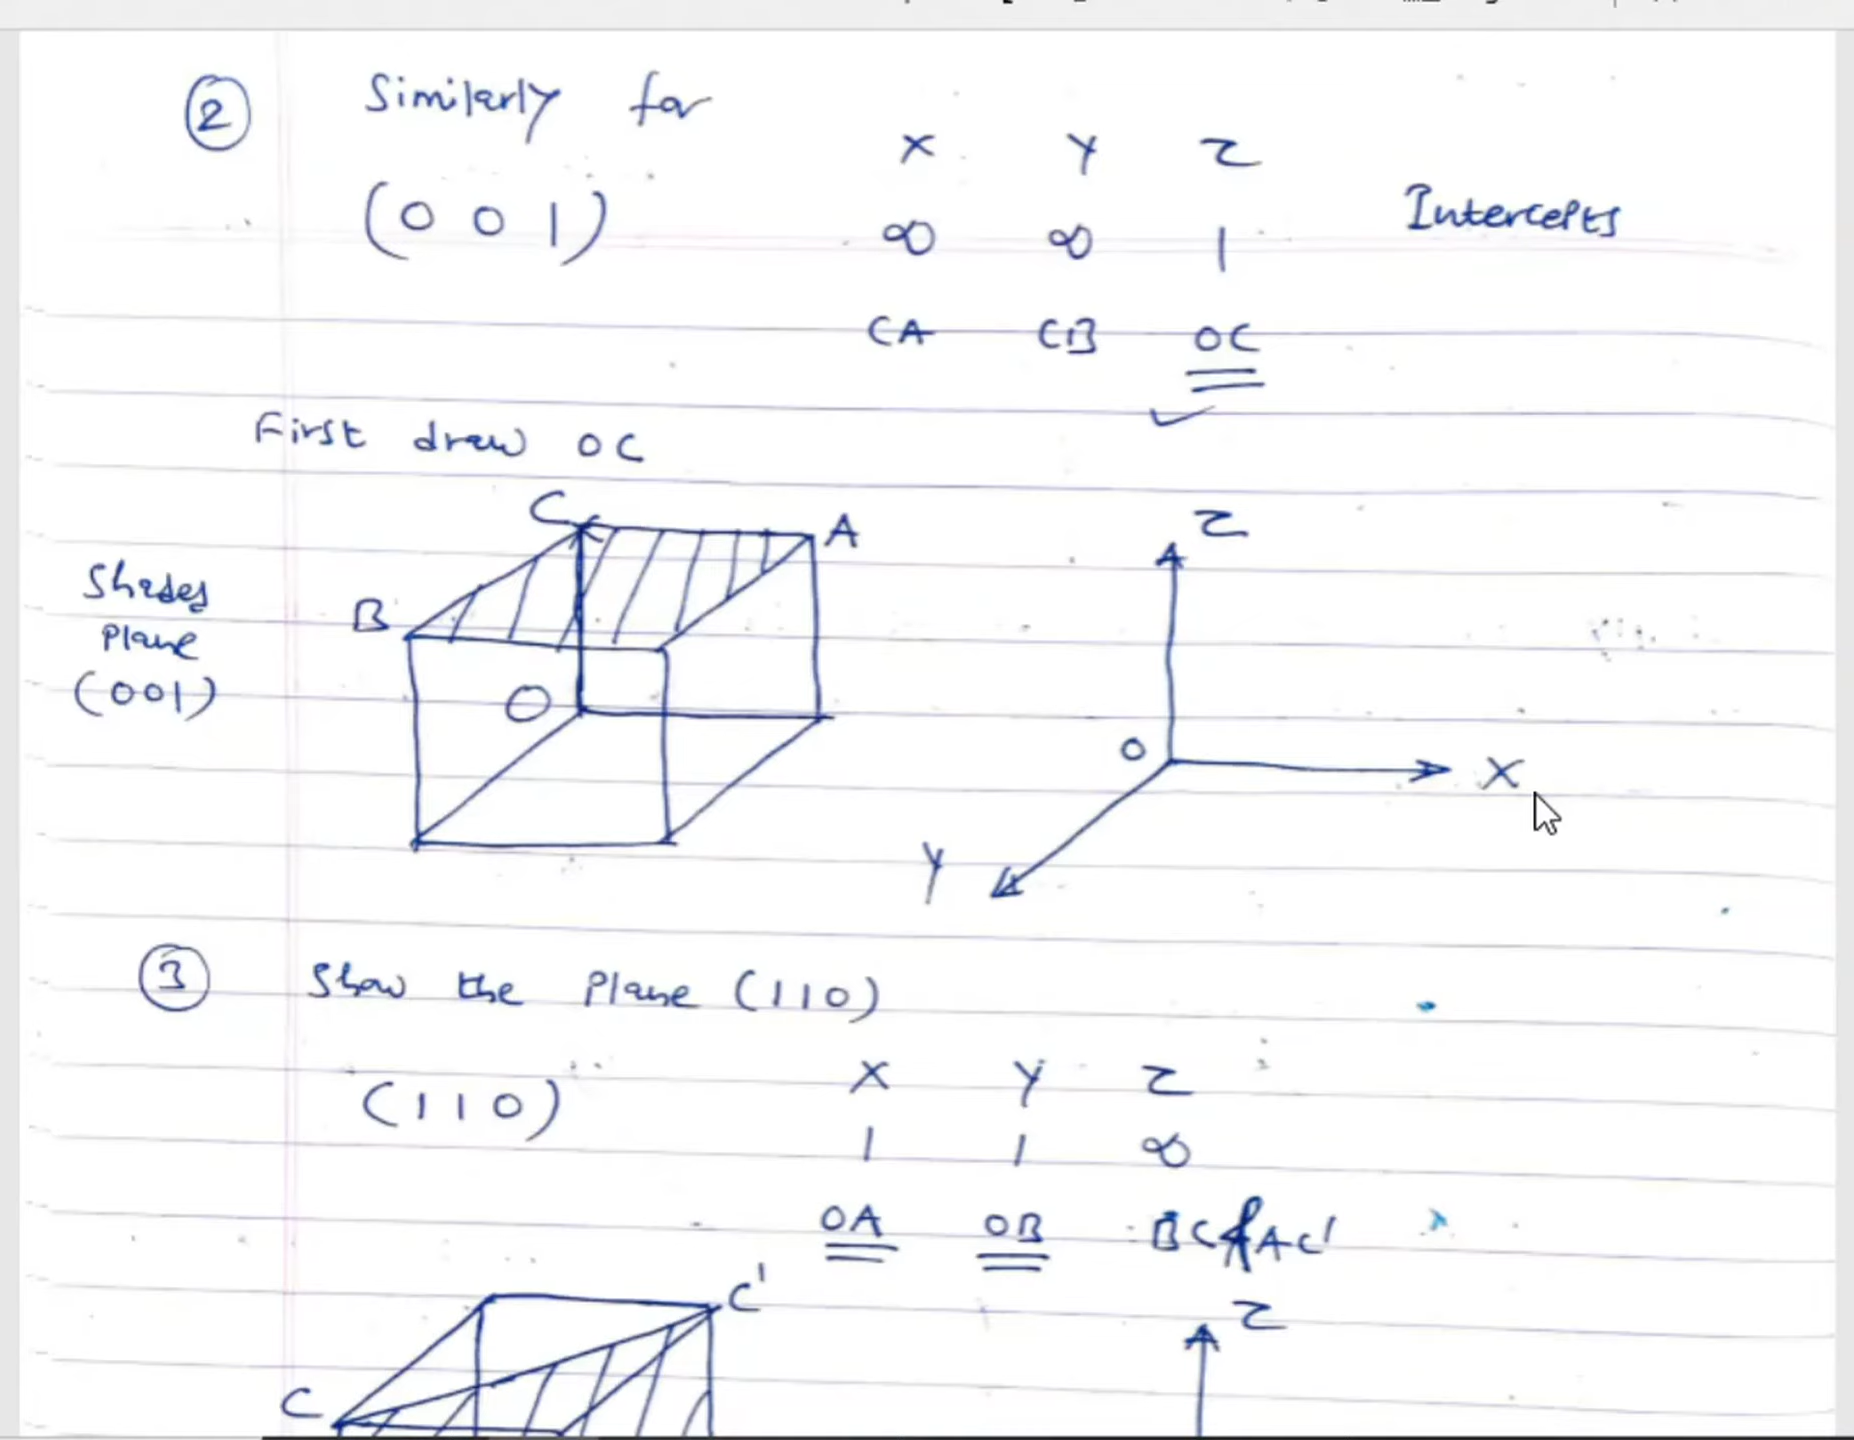 ② Similarly for
X Y Z
(0 0 1) ∞ ∞ 1 Intercepts
CA CB OC
First draw OC
C A
Z
B
Shades
Plane
(001)
O
O X
Y
③ Show the Plane (110)
X Y Z
(110)
1 1 ∞
OA OB BC & AC'
C'
Z
C